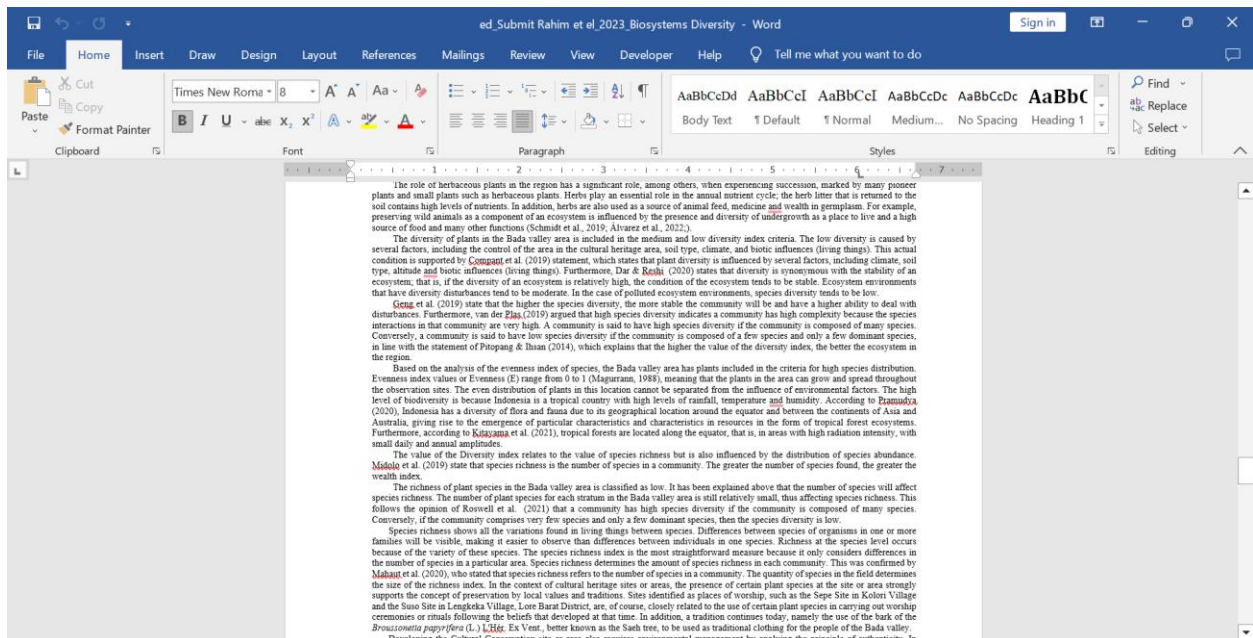 ed_Submit Rahim et el_2023_Biosystems Diversity - Word
Sign in
File Home Insert Draw Design Layout References Mailings Review View Developer Help Tell me what you want to do
Paste
Cut
Copy
Format Painter
Clipboard
Times New Roma 8
Font
Paragraph
AaBbCcDd AaBbCcI AaBbCcI AaBbCcDc AaBbCcDc AaBbC
Body Text ¶ Default ¶ Normal Medium... No Spacing Heading 1
Styles
Find
Replace
Select
Editing
1 2 3 4 5 6 7
The role of herbaceous plants in the region has a significant role, among others, when experiencing succession, marked by many pioneer
plants and small plants such as herbaceous plants. Herbs play an essential role in the annual nutrient cycle; the herb litter that is returned to the
soil contains high levels of nutrients. In addition, herbs are also used as a source of animal feed, medicine and wealth in germplasm. For example,
preserving wild animals as a component of an ecosystem is influenced by the presence and diversity of undergrowth as a place to live and a high
source of food and many other functions (Schmidt et al., 2019; Álvarez et al., 2022;).
The diversity of plants in the Bada valley area is included in the medium and low diversity index criteria. The low diversity is caused by
several factors, including the control of the area in the cultural heritage area, soil type, climate, and biotic influences (living things). This actual
condition is supported by Compant et al. (2019) statement, which states that plant diversity is influenced by several factors, including climate, soil
type, altitude and biotic influences (living things). Furthermore, Dar & Reshi (2020) states that diversity is synonymous with the stability of an
ecosystem; that is, if the diversity of an ecosystem is relatively high, the condition of the ecosystem tends to be stable. Ecosystem environments
that have diversity disturbances tend to be moderate. In the case of polluted ecosystem environments, species diversity tends to be low.
Geng et al. (2019) state that the higher the species diversity, the more stable the community will be and have a higher ability to deal with
disturbances. Furthermore, van der Plas (2019) argued that high species diversity indicates a community has high complexity because the species
interactions in that community are very high. A community is said to have high species diversity if the community is composed of many species.
Conversely, a community is said to have low species diversity if the community is composed of a few species and only a few dominant species,
in line with the statement of Pitopang & Ihsan (2014), which explains that the higher the value of the diversity index, the better the ecosystem in
the region.
Based on the analysis of the evenness index of species, the Bada valley area has plants included in the criteria for high species distribution.
Evenness index values or Evenness (E) range from 0 to 1 (Magurrann, 1988), meaning that the plants in the area can grow and spread throughout
the observation sites. The even distribution of plants in this location cannot be separated from the influence of environmental factors. The high
level of biodiversity is because Indonesia is a tropical country with high levels of rainfall, temperature and humidity. According to Pramudya
(2020), Indonesia has a diversity of flora and fauna due to its geographical location around the equator and between the continents of Asia and
Australia, giving rise to the emergence of particular characteristics and characteristics in resources in the form of tropical forest ecosystems.
Furthermore, according to Kitayama et al. (2021), tropical forests are located along the equator, that is, in areas with high radiation intensity, with
small daily and annual amplitudes.
The value of the Diversity index relates to the value of species richness but is also influenced by the distribution of species abundance.
Midolo et al. (2019) state that species richness is the number of species in a community. The greater the number of species found, the greater the
wealth index.
The richness of plant species in the Bada valley area is classified as low. It has been explained above that the number of species will affect
species richness. The number of plant species for each stratum in the Bada valley area is still relatively small, thus affecting species richness. This
follows the opinion of Roswell et al. (2021) that a community has high species diversity if the community is composed of many species.
Conversely, if the community comprises very few species and only a few dominant species, then the species diversity is low.
Species richness shows all the variations found in living things between species. Differences between species of organisms in one or more
families will be visible, making it easier to observe than differences between individuals in one species. Richness at the species level occurs
because of the variety of these species. The species richness index is the most straightforward measure because it only considers differences in
the number of species in a particular area. Species richness determines the amount of species richness in each community. This was confirmed by
Mahaut et al. (2020), who stated that species richness refers to the number of species in a community. The quantity of species in the field determines
the size of the richness index. In the context of cultural heritage sites or areas, the presence of certain plant species at the site or area strongly
supports the concept of preservation by local values and traditions. Sites identified as places of worship, such as the Sepe Site in Kolori Village
and the Suso Site in Lengkeka Village, Lore Barat District, are, of course, closely related to the use of certain plant species in carrying out worship
ceremonies or rituals following the beliefs that developed at that time. In addition, a tradition continues today, namely the use of the bark of the
Broussonetia papyrifera (L.) L'Hér. Ex Vent., better known as the Saeh tree, to be used as traditional clothing for the people of the Bada valley.
Developing the Cultural Conservation site or area also requires environmental management by applying the principle of authenticity. In